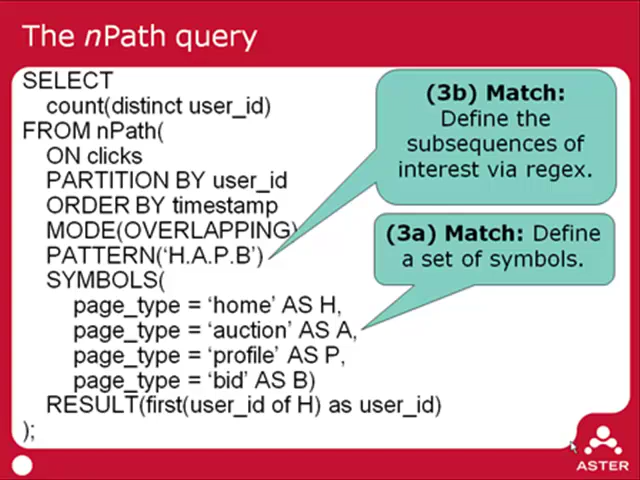 The nPath query
SELECT
count(distinct user_id)
FROM nPath(
ON clicks
PARTITION BY user_id
ORDER BY timestamp
MODE(OVERLAPPING)
PATTERN(‘H.A.P.B’)
SYMBOLS(
page_type = ‘home’ AS H,
page_type = ‘auction’ AS A,
page_type = ‘profile’ AS P,
page_type = ‘bid’ AS B)
RESULT(first(user_id of H) as user_id)
);
(3b) Match:
Define the
subsequences of
interest via regex.
(3a) Match: Define
a set of symbols.
ASTER